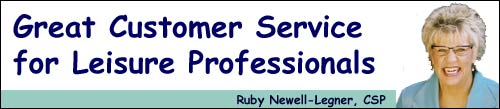 Great Customer Service
for Leisure Professionals
Ruby Newell-Legner, CSP